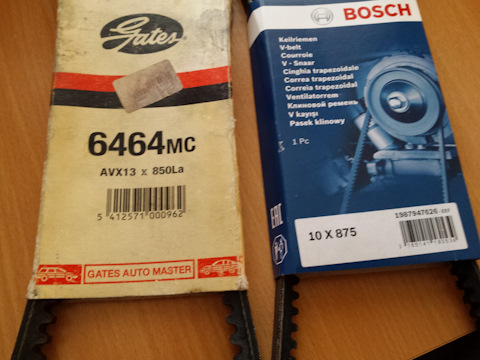 Gates
6464MC
AVX13 x 850La
5 412571 000962
GATES AUTO MASTER
BOSCH
Keilriemen
V-belt
Courroie
V - Snaar
Cinghia trapezoidale
Correa trapezoidal
Correia trapezoidal
Ventilatorrem
Клиновой ремень
V kayışı
Pasek klinowy
1 Pc
EAC
1987947626
10 X 875